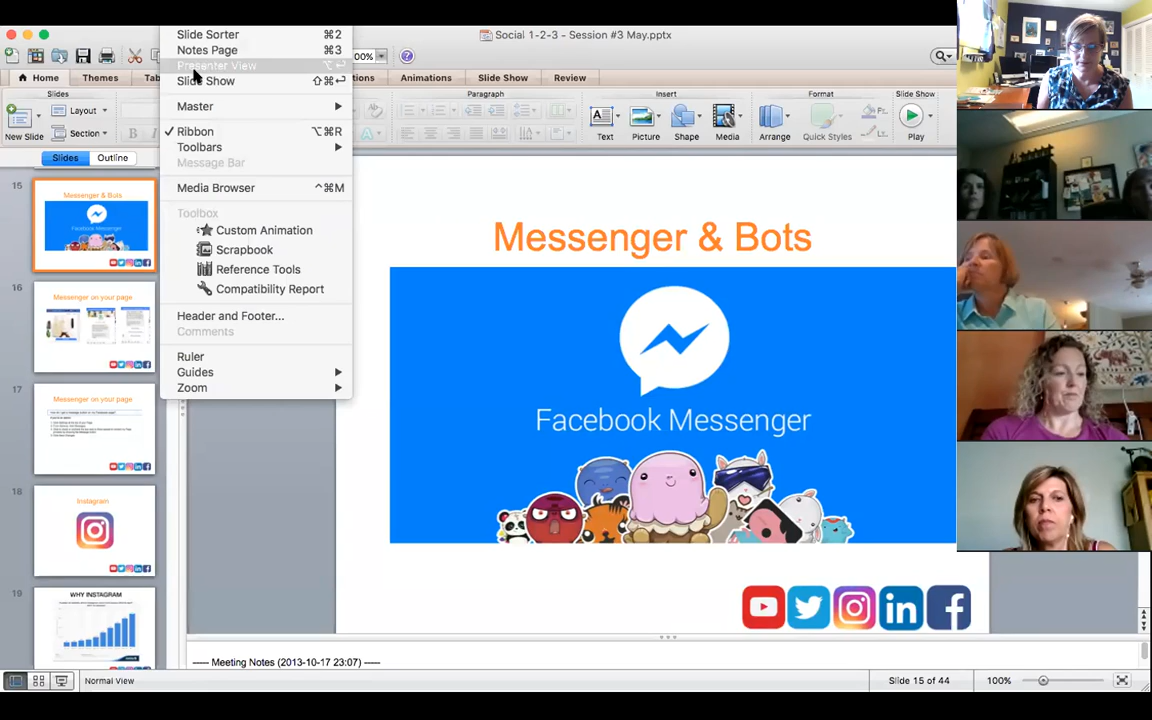 Slide Sorter ⌘2
Notes Page ⌘3
Presenter View ⌥↩
Slide Show ⇧⌘↩
Master
✓ Ribbon ⌥⌘R
Toolbars
Message Bar
Media Browser ^⌘M
Toolbox
Custom Animation
Scrapbook
Reference Tools
Compatibility Report
Header and Footer...
Comments
Ruler
Guides
Zoom
Social 1-2-3 - Session #3 May.pptx
Home Themes Animations Slide Show Review
Slides Paragraph Insert Format Slide Show
New Slide Layout Section
B
Text Picture Shape Media Arrange Quick Styles Play
Slides Outline
15
Messenger & Bots
16
Messenger on your page
17
Messenger on your page
18
Instagram
19
WHY INSTAGRAM
Messenger & Bots
Facebook Messenger
in
f
---- Meeting Notes (2013-10-17 23:07) -----
Normal View Slide 15 of 44 100%